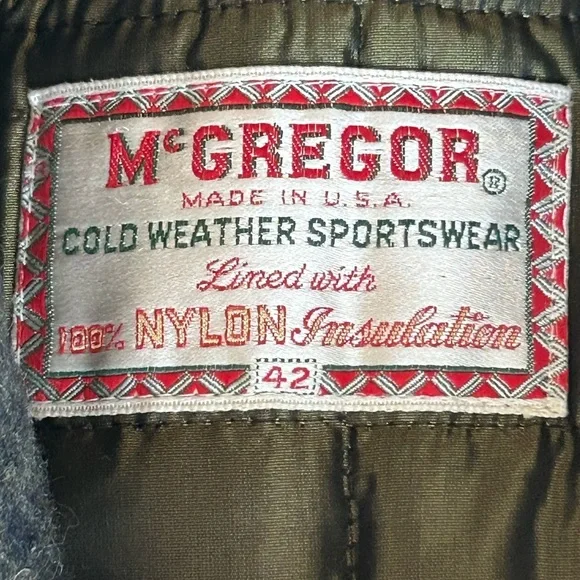 McGREGOR®
MADE IN U.S.A.
COLD WEATHER SPORTSWEAR
Lined with
100% NYLON Insulation
42